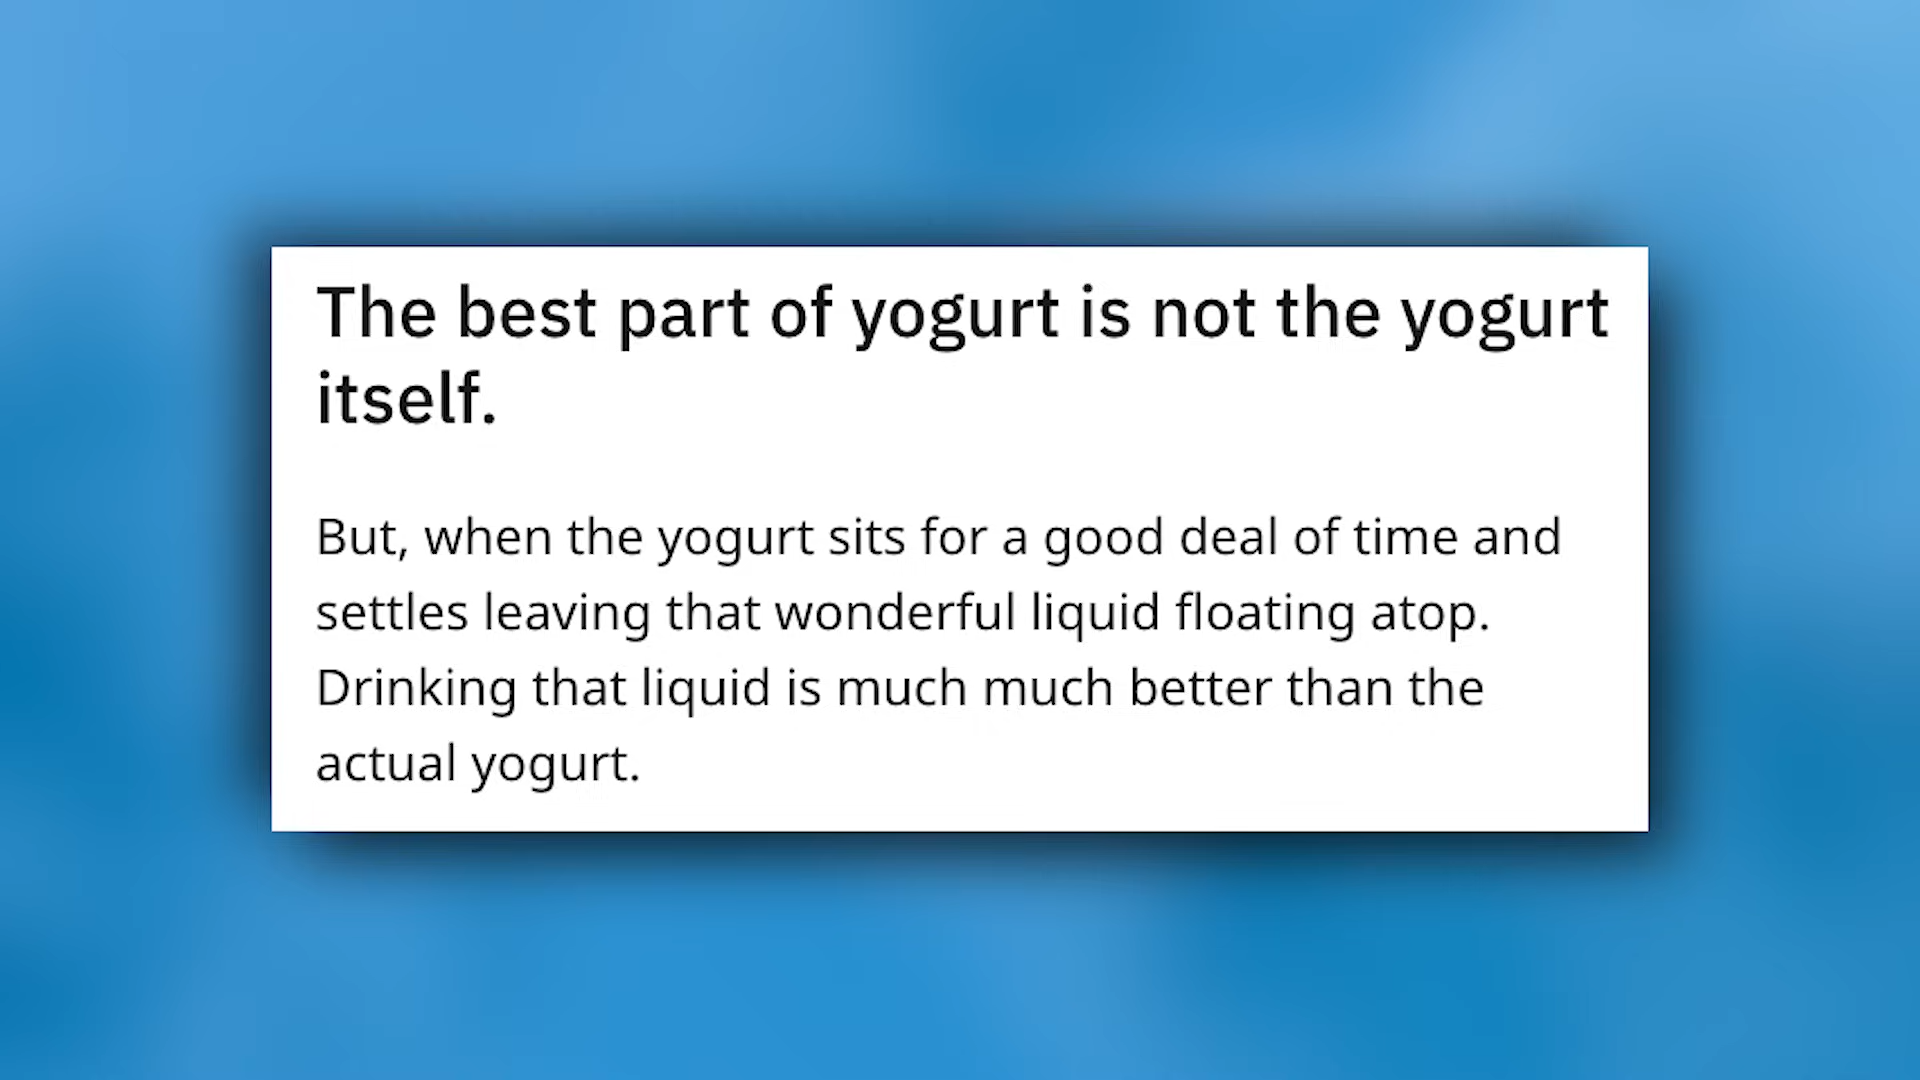 The best part of yogurt is not the yogurt
itself.
But, when the yogurt sits for a good deal of time and
settles leaving that wonderful liquid floating atop.
Drinking that liquid is much much better than the
actual yogurt.